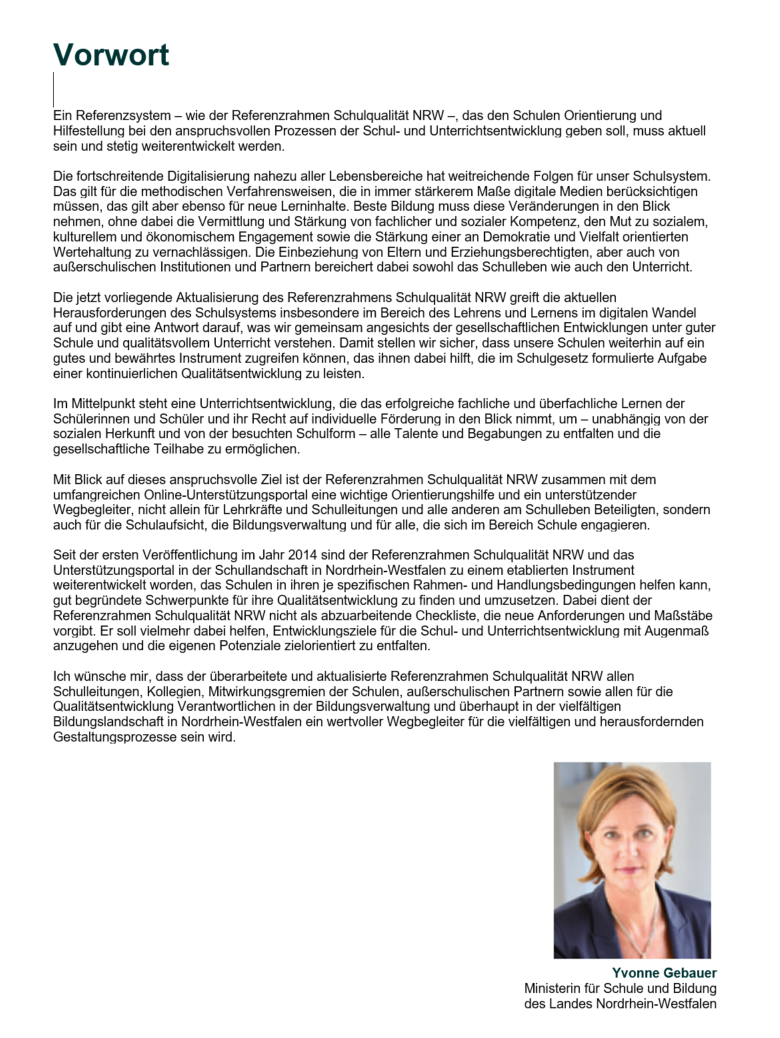 Vorwort
Ein Referenzsystem – wie der Referenzrahmen Schulqualität NRW –, das den Schulen Orientierung und
Hilfestellung bei den anspruchsvollen Prozessen der Schul- und Unterrichtsentwicklung geben soll, muss aktuell
sein und stetig weiterentwickelt werden.
Die fortschreitende Digitalisierung nahezu aller Lebensbereiche hat weitreichende Folgen für unser Schulsystem.
Das gilt für die methodischen Verfahrensweisen, die in immer stärkerem Maße digitale Medien berücksichtigen
müssen, das gilt aber ebenso für neue Lerninhalte. Beste Bildung muss diese Veränderungen in den Blick
nehmen, ohne dabei die Vermittlung und Stärkung von fachlicher und sozialer Kompetenz, den Mut zu sozialem,
kulturellem und ökonomischem Engagement sowie die Stärkung einer an Demokratie und Vielfalt orientierten
Wertehaltung zu vernachlässigen. Die Einbeziehung von Eltern und Erziehungsberechtigten, aber auch von
außerschulischen Institutionen und Partnern bereichert dabei sowohl das Schulleben wie auch den Unterricht.
Die jetzt vorliegende Aktualisierung des Referenzrahmens Schulqualität NRW greift die aktuellen
Herausforderungen des Schulsystems insbesondere im Bereich des Lehrens und Lernens im digitalen Wandel
auf und gibt eine Antwort darauf, was wir gemeinsam angesichts der gesellschaftlichen Entwicklungen unter guter
Schule und qualitätsvollem Unterricht verstehen. Damit stellen wir sicher, dass unsere Schulen weiterhin auf ein
gutes und bewährtes Instrument zugreifen können, das ihnen dabei hilft, die im Schulgesetz formulierte Aufgabe
einer kontinuierlichen Qualitätsentwicklung zu leisten.
Im Mittelpunkt steht eine Unterrichtsentwicklung, die das erfolgreiche fachliche und überfachliche Lernen der
Schülerinnen und Schüler und ihr Recht auf individuelle Förderung in den Blick nimmt, um – unabhängig von der
sozialen Herkunft und von der besuchten Schulform – alle Talente und Begabungen zu entfalten und die
gesellschaftliche Teilhabe zu ermöglichen.
Mit Blick auf dieses anspruchsvolle Ziel ist der Referenzrahmen Schulqualität NRW zusammen mit dem
umfangreichen Online-Unterstützungsportal eine wichtige Orientierungshilfe und ein unterstützender
Wegbegleiter, nicht allein für Lehrkräfte und Schulleitungen und alle anderen am Schulleben Beteiligten, sondern
auch für die Schulaufsicht, die Bildungsverwaltung und für alle, die sich im Bereich Schule engagieren.
Seit der ersten Veröffentlichung im Jahr 2014 sind der Referenzrahmen Schulqualität NRW und das
Unterstützungsportal in der Schullandschaft in Nordrhein-Westfalen zu einem etablierten Instrument
weiterentwickelt worden, das Schulen in ihren je spezifischen Rahmen- und Handlungsbedingungen helfen kann,
gut begründete Schwerpunkte für ihre Qualitätsentwicklung zu finden und umzusetzen. Dabei dient der
Referenzrahmen Schulqualität NRW nicht als abzuarbeitende Checkliste, die neue Anforderungen und Maßstäbe
vorgibt. Er soll vielmehr dabei helfen, Entwicklungsziele für die Schul- und Unterrichtsentwicklung mit Augenmaß
anzugehen und die eigenen Potenziale zielorientiert zu entfalten.
Ich wünsche mir, dass der überarbeitete und aktualisierte Referenzrahmen Schulqualität NRW allen
Schulleitungen, Kollegien, Mitwirkungsgremien der Schulen, außerschulischen Partnern sowie allen für die
Qualitätsentwicklung Verantwortlichen in der Bildungsverwaltung und überhaupt in der vielfältigen
Bildungslandschaft in Nordrhein-Westfalen ein wertvoller Wegbegleiter für die vielfältigen und herausfordernden
Gestaltungsprozesse sein wird.
Yvonne Gebauer
Ministerin für Schule und Bildung
des Landes Nordrhein-Westfalen